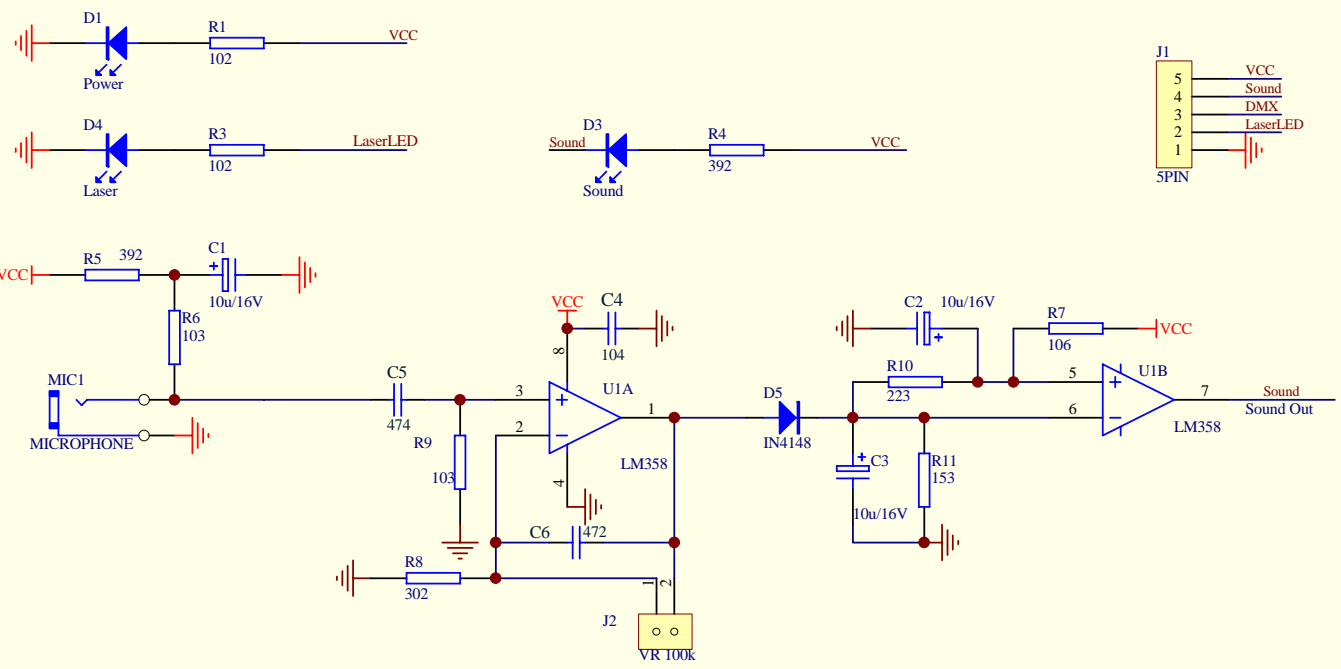 D1
R1
VCC
102
Power
J1
5 VCC
4 Sound
3 DMX
2 LaserLED
1
5PIN
D4
R3
LaserLED
102
Laser
D3
R4
Sound
VCC
392
Sound
VCC
R5
392
C1
+
10u/16V
R6
103
VCC
C4
104
8
C2
10u/16V
+
R7
VCC
106
MIC1
MICROPHONE
C5
474
R9
103
3
2
+
−
U1A
1
LM358
4
D5
IN4148
R10
223
5
6
+
−
U1B
7
LM358
Sound
Sound Out
+
C3
10u/16V
R11
153
C6
472
R8
302
1
2
J2
VR 100k